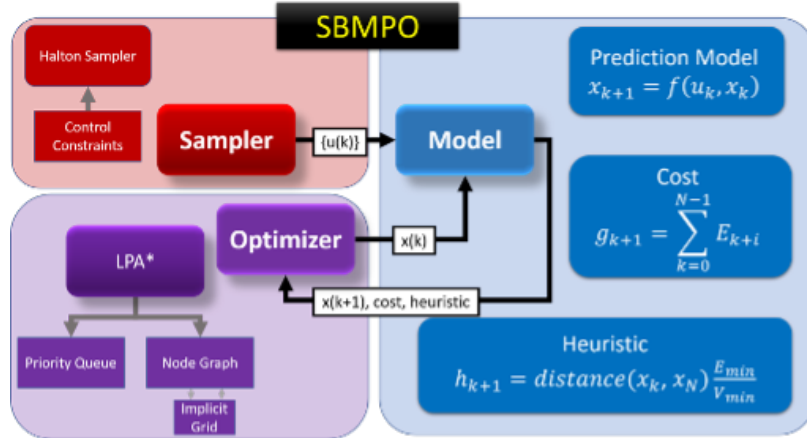 SBMPO
Halton Sampler
Control
Constraints
Sampler
{u(k)}
Model
Prediction Model
x_{k+1} = f(u_k, x_k)
Cost
g_{k+1} = \sum_{k=0}^{N-1} E_{k+i}
Optimizer
x(k)
LPA*
x(k+1), cost, heuristic
Priority Queue
Node Graph
Implicit
Grid
Heuristic
h_{k+1} = distance(x_k, x_N) \frac{E_{min}}{V_{min}}